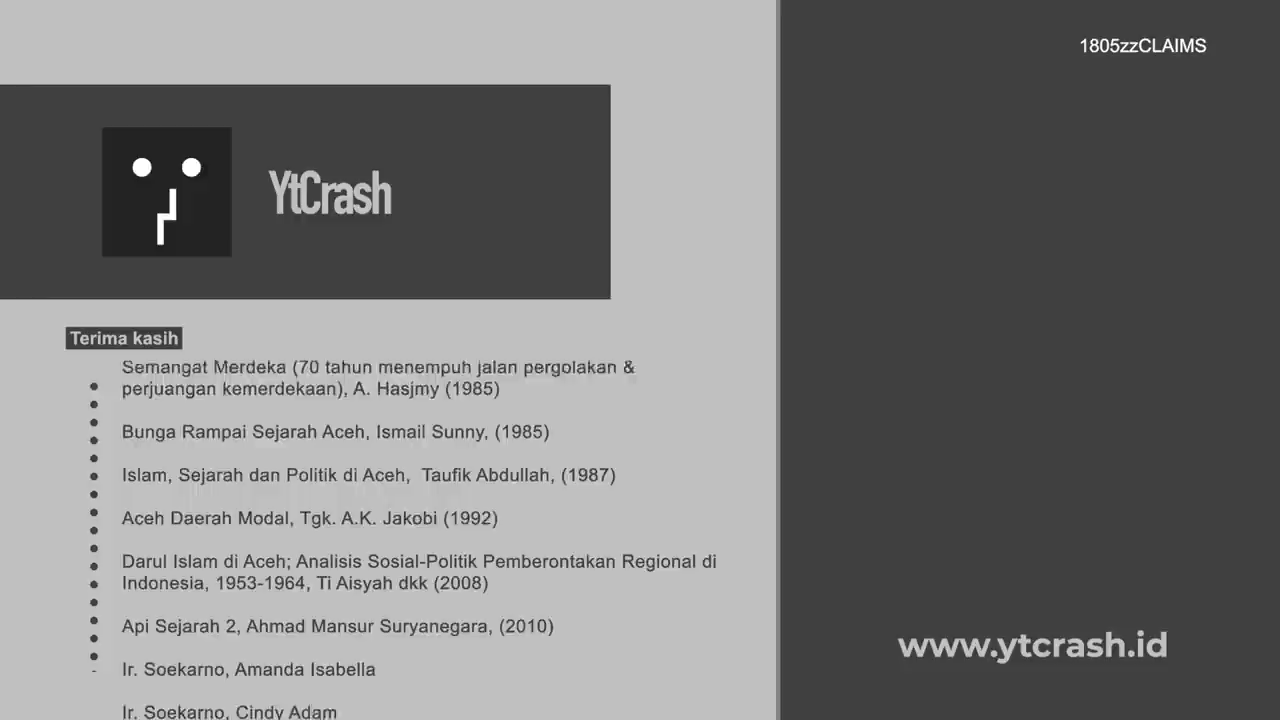 1805zzCLAIMS
YtCrash
Terima kasih
Semangat Merdeka (70 tahun menempuh jalan pergolakan &
perjuangan kemerdekaan), A. Hasjmy (1985)
Bunga Rampai Sejarah Aceh, Ismail Sunny, (1985)
Islam, Sejarah dan Politik di Aceh,  Taufik Abdullah, (1987)
Aceh Daerah Modal, Tgk. A.K. Jakobi (1992)
Darul Islam di Aceh; Analisis Sosial-Politik Pemberontakan Regional di
Indonesia, 1953-1964, Ti Aisyah dkk (2008)
Api Sejarah 2, Ahmad Mansur Suryanegara, (2010)
Ir. Soekarno, Amanda Isabella
Ir. Soekarno, Cindy Adam
www.ytcrash.id